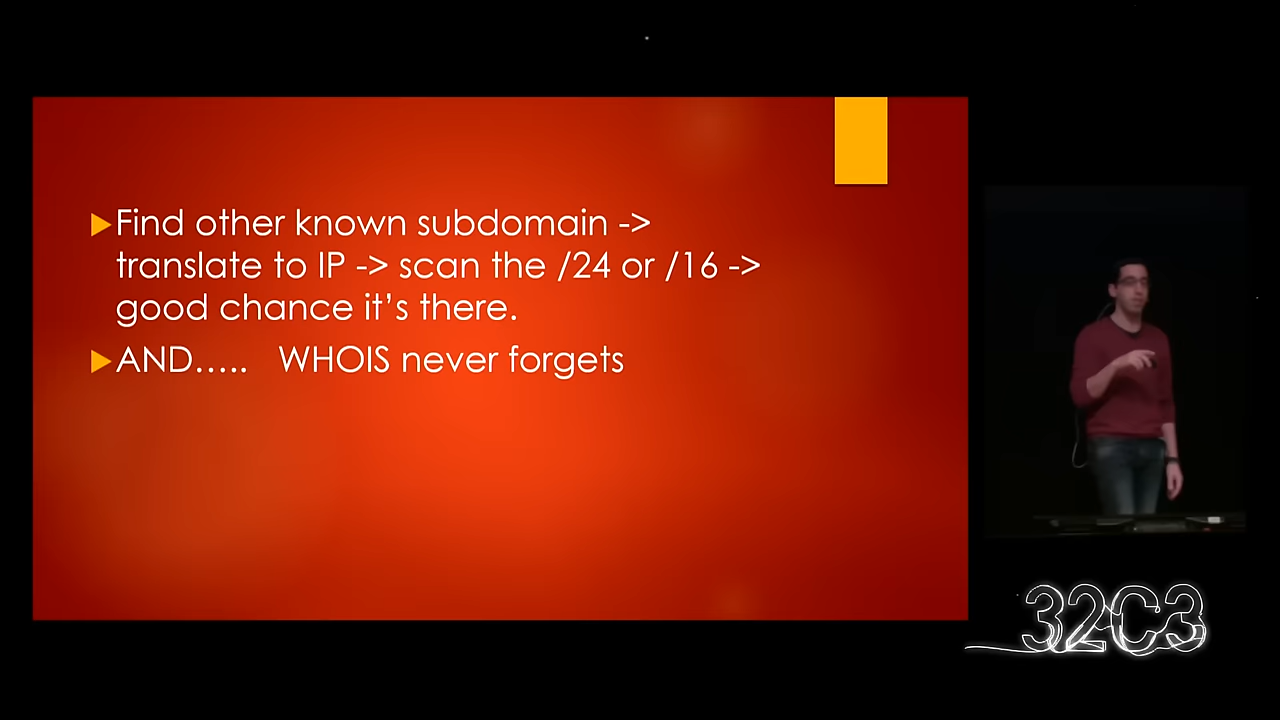 Find other known subdomain ->
translate to IP -> scan the /24 or /16 ->
good chance it’s there.
AND.....   WHOIS never forgets
32C3